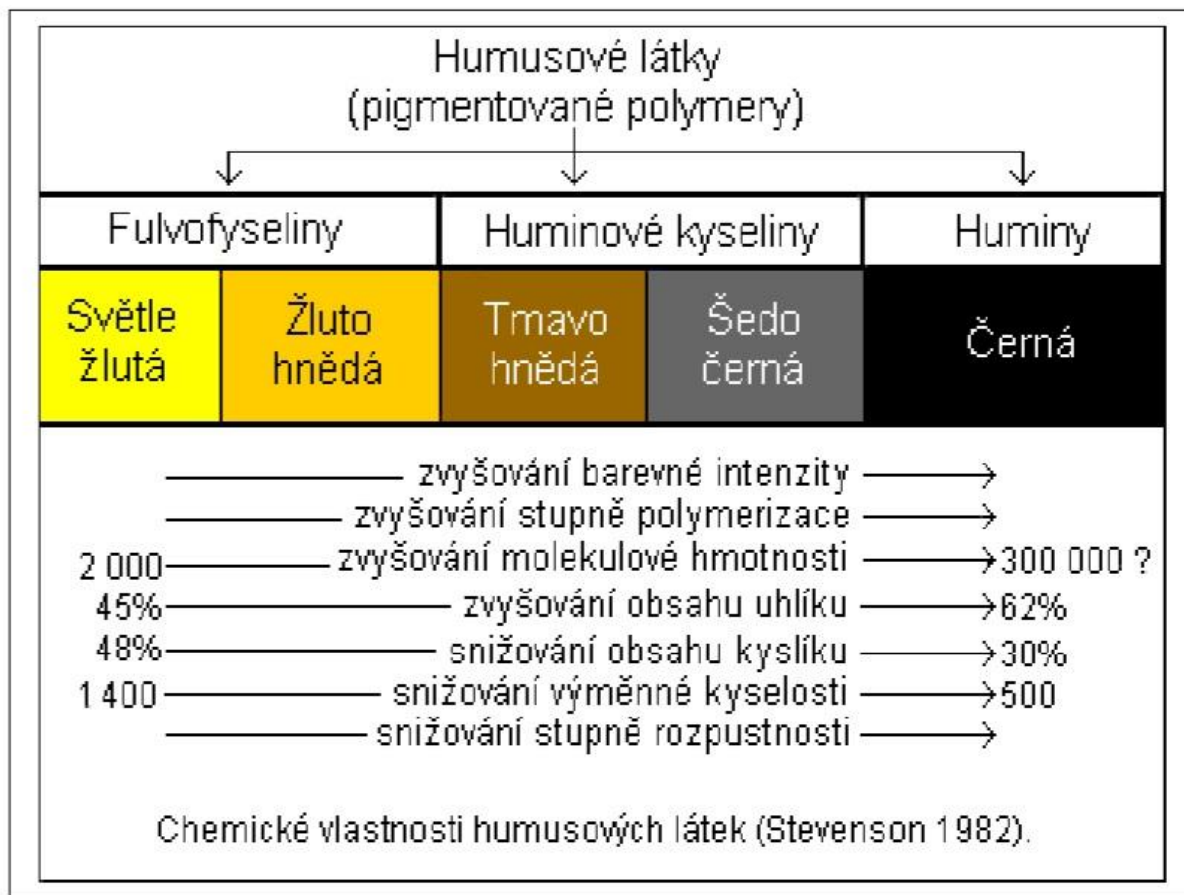 Humusové látky
(pigmentované polymery)
Fulvofyseliny
Huminové kyseliny
Huminy
Světle
žlutá
Žluto
hnědá
Tmavo
hnědá
Šedo
černá
Černá
zvyšování barevné intenzity
zvyšování stupně polymerizace
2 000 zvyšování molekulové hmotnosti 300 000 ?
45% zvyšování obsahu uhlíku 62%
48% snižování obsahu kyslíku 30%
1 400 snižování výměnné kyselosti 500
snižování stupně rozpustnosti
Chemické vlastnosti humusových látek (Stevenson 1982).